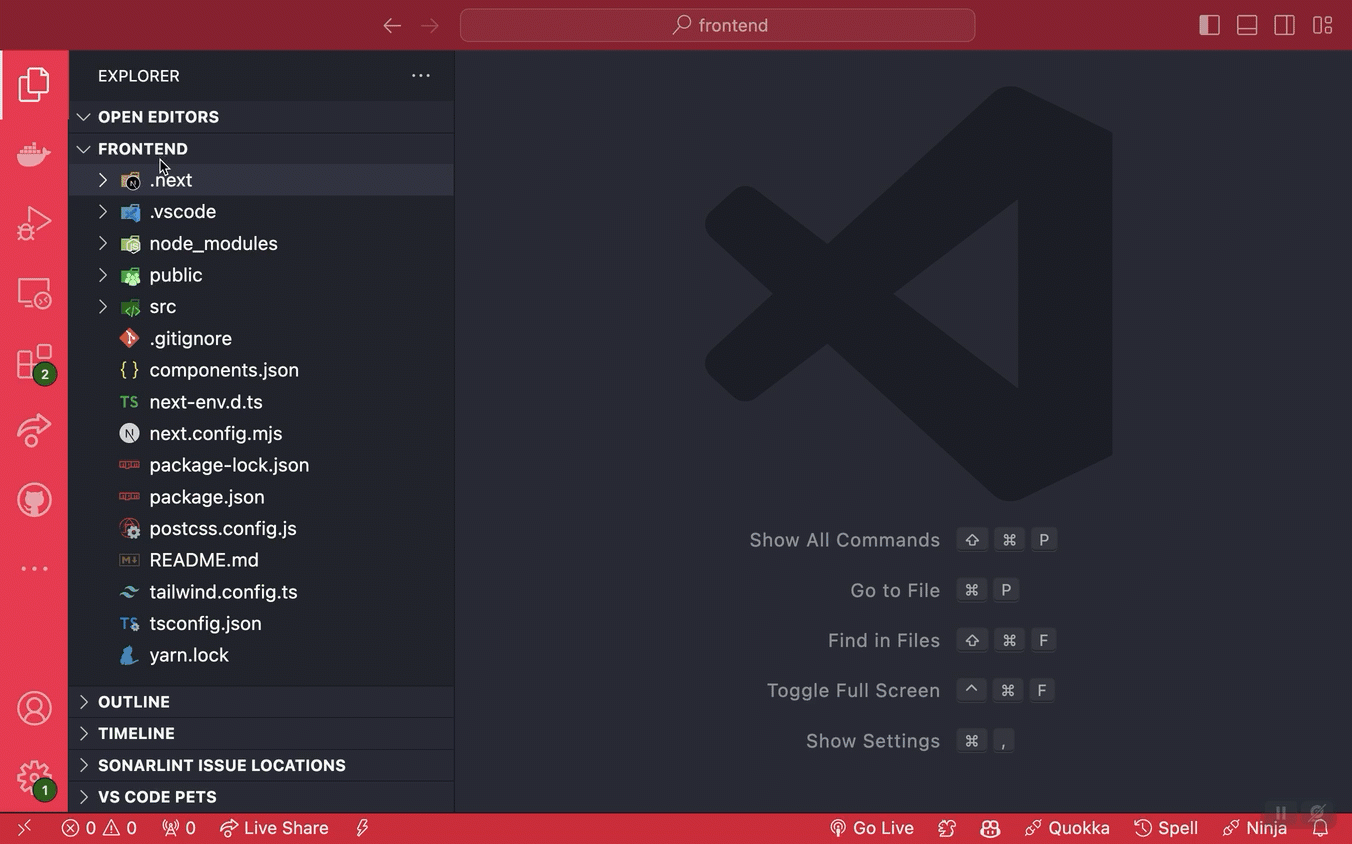 frontend
EXPLORER
OPEN EDITORS
FRONTEND
.next
.vscode
node_modules
public
src
.gitignore
{ } components.json
TS next-env.d.ts
N next.config.mjs
package-lock.json
package.json
postcss.config.js
README.md
tailwind.config.ts
TS tsconfig.json
yarn.lock
2
OUTLINE
TIMELINE
SONARLINT ISSUE LOCATIONS
VS CODE PETS
1
Show All Commands ⇧ ⌘ P
Go to File ⌘ P
Find in Files ⇧ ⌘ F
Toggle Full Screen ^ ⌘ F
Show Settings ⌘ ,
0 0 0 Live Share Go Live Quokka Spell Ninja